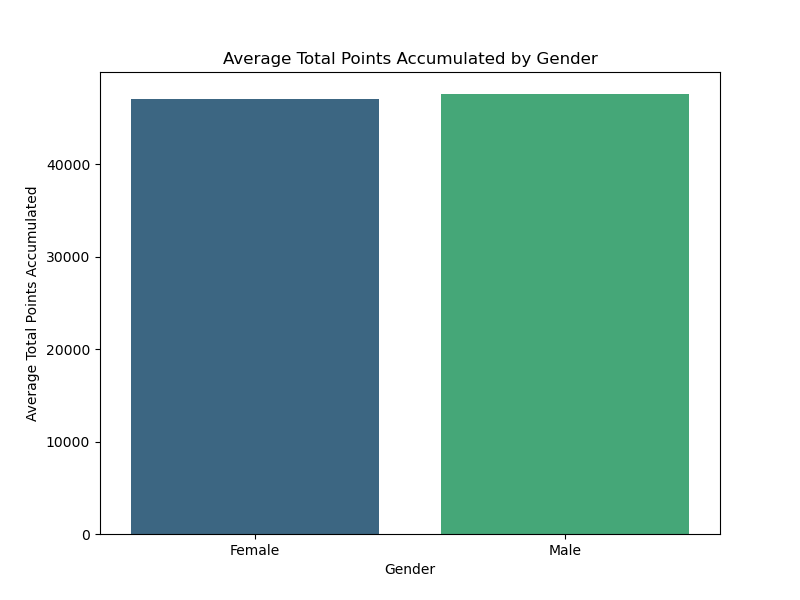 Average Total Points Accumulated by Gender
Average Total Points Accumulated
40000
30000
20000
10000
0
Female
Male
Gender